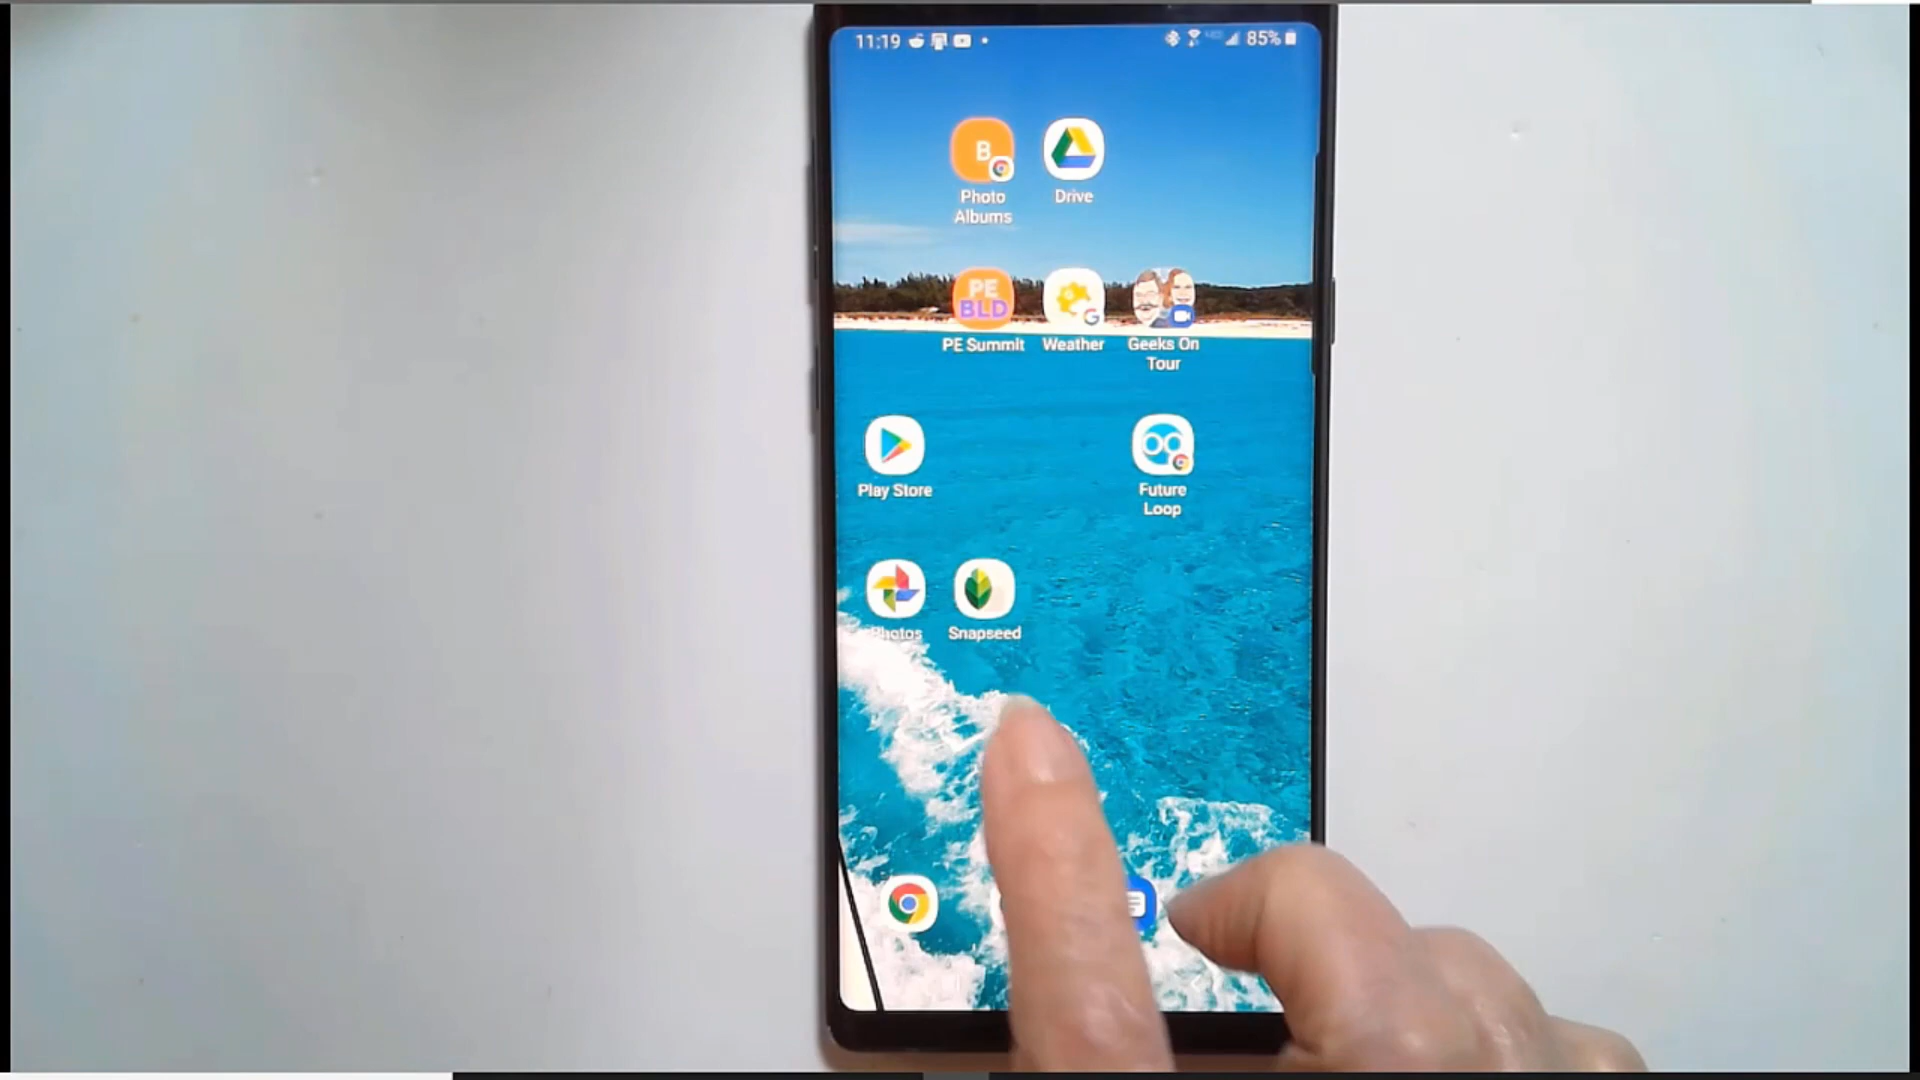 11:19
85%
B
Photo
Albums
Drive
PE
BLD
PE Summit
Weather
Geeks On
Tour
Play Store
Future
Loop
Photos
Snapseed